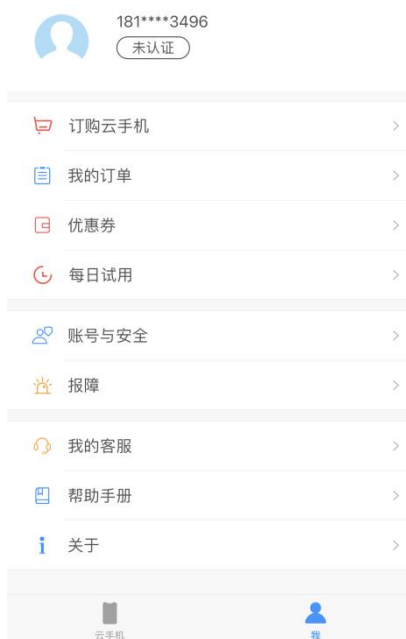 181****3496
未认证
订购云手机
我的订单
优惠券
每日试用
账号与安全
报障
我的客服
帮助手册
关于
云手机
我